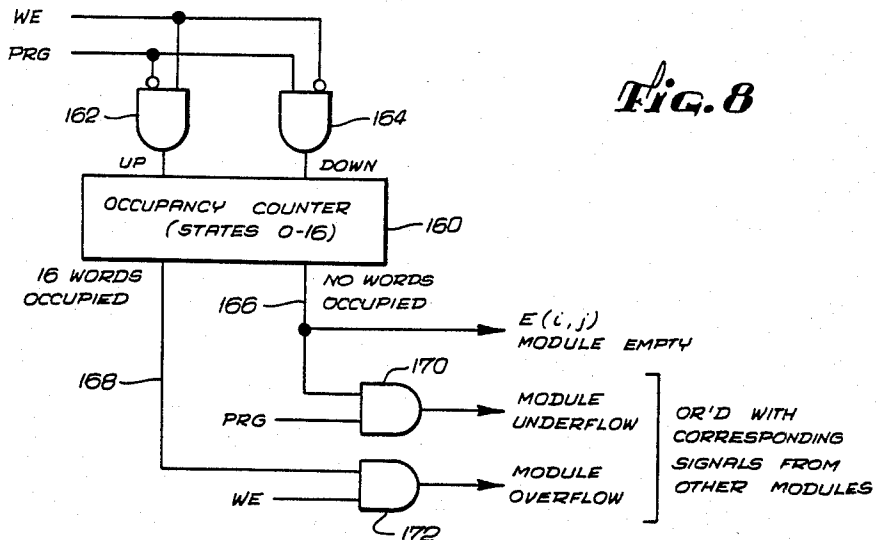 WE
PRG
Fig. 8
162
164
UP
DOWN
OCCUPANCY COUNTER
(STATES 0-16)
160
16 WORDS
OCCUPIED
NO WORDS
OCCUPIED
166
E(i,j)
MODULE EMPTY
168
170
PRG
MODULE
UNDERFLOW
OR'D WITH
CORRESPONDING
SIGNALS FROM
OTHER MODULES
WE
MODULE
OVERFLOW
172